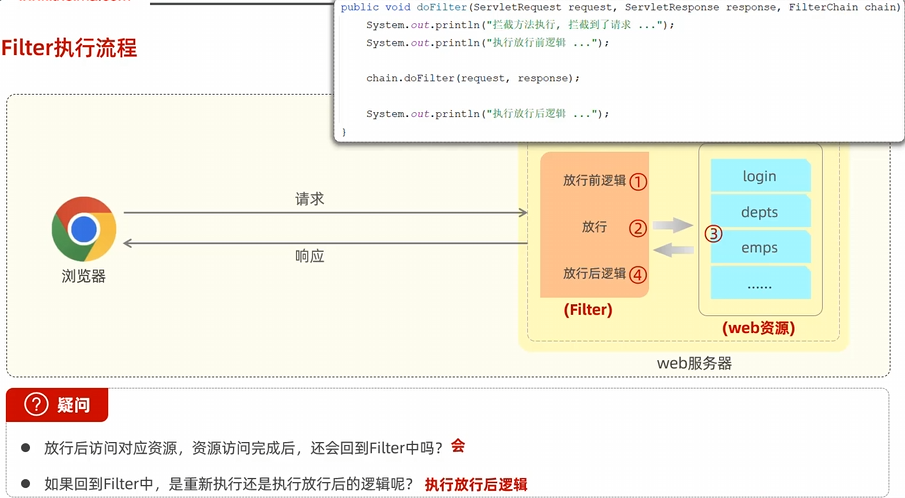 public void doFilter(ServletRequest request, ServletResponse response, FilterChain chain)
System.out.println("拦截方法执行, 拦截到了请求 ...");
System.out.println("执行放行前逻辑 ...");
chain.doFilter(request, response);
System.out.println("执行放行后逻辑 ...");
}
Filter执行流程
浏览器
请求
响应
放行前逻辑 ①
放行 ②
放行后逻辑 ④
(Filter)
③
login
depts
emps
......
(web资源)
web服务器
? 疑问
● 放行后访问对应资源，资源访问完成后，还会回到Filter中吗？ 会
● 如果回到Filter中，是重新执行还是执行放行后的逻辑呢？ 执行放行后逻辑